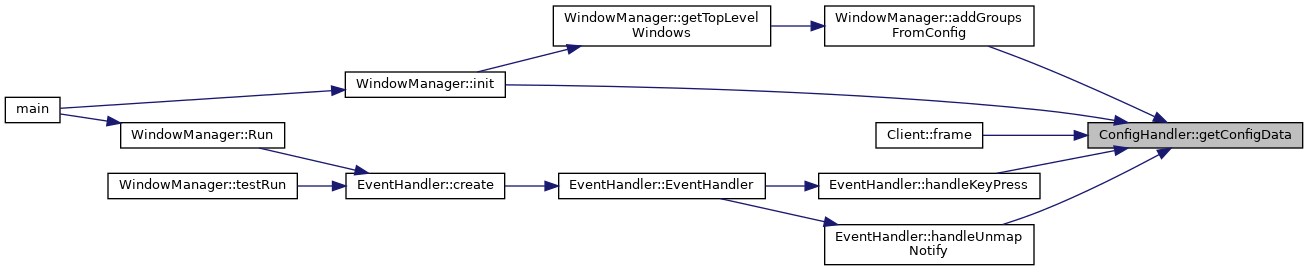 WindowManager::getTopLevel
Windows
WindowManager::addGroups
FromConfig
WindowManager::init
main
WindowManager::Run
Client::frame
ConfigHandler::getConfigData
WindowManager::testRun
EventHandler::create
EventHandler::EventHandler
EventHandler::handleKeyPress
EventHandler::handleUnmap
Notify